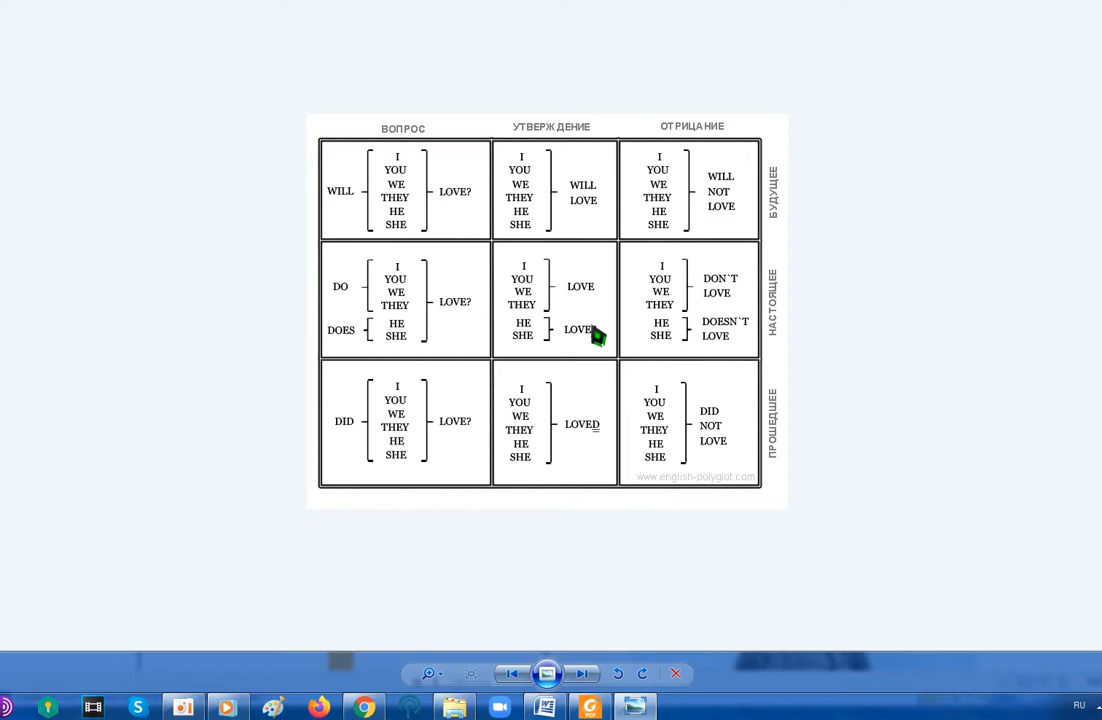 ВОПРОС УТВЕРЖДЕНИЕ ОТРИЦАНИЕ
WILL
I
YOU
WE
THEY
HE
SHE
LOVE?
I
YOU
WE
THEY
HE
SHE
WILL
LOVE
I
YOU
WE
THEY
HE
SHE
WILL
NOT
LOVE
БУДУЩЕЕ
DO
I
YOU
WE
THEY
DOES
HE
SHE
LOVE?
I
YOU
WE
THEY
LOVE
HE
SHE
I
YOU
WE
THEY
DON`T
LOVE
HE
SHE
DOESN`T
LOVE
НАСТОЯЩЕЕ
DID
I
YOU
WE
THEY
HE
SHE
LOVE?
I
YOU
WE
THEY
HE
SHE
LOVED
I
YOU
WE
THEY
HE
SHE
DID
NOT
LOVE
ПРОШЕДШЕЕ
www.english-polyglot.com
RU